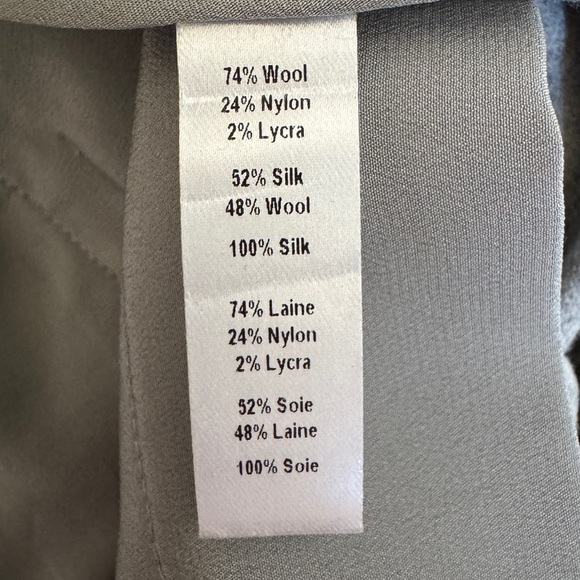 74% Wool
24% Nylon
2% Lycra
52% Silk
48% Wool
100% Silk
74% Laine
24% Nylon
2% Lycra
52% Soie
48% Laine
100% Soie